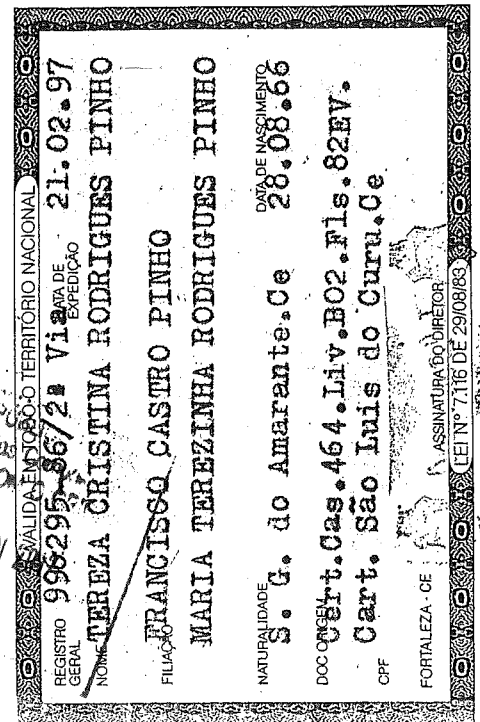 VÁLIDA EM TODO O TERRITÓRIO NACIONAL
REGISTRO GERAL 996295-86/2ª Via DATA DE EXPEDIÇÃO 21.02.97
NOME TEREZA CRISTINA RODRIGUES PINHO
FILIAÇÃO FRANCISCO CASTRO PINHO
MARIA TEREZINHA RODRIGUES PINHO
NATURALIDADE S. G. do Amarante.Ce DATA DE NASCIMENTO 28.08.66
DOC ORIGEM Cert.Cas.464.Liv.B02.Fls.82EV.
Cart. São Luis do Curu.Ce
CPF
FORTALEZA - CE
ASSINATURA DO DIRETOR
LEI Nº 7.116 DE 29/08/83